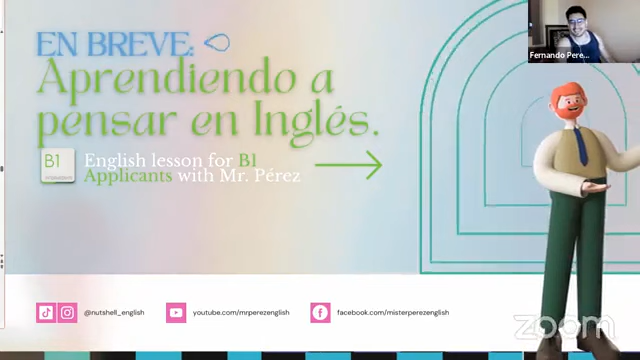 EN BREVE:
Aprendiendo a
pensar en Inglés.
B1
English lesson for B1
Applicants with Mr. Pérez
@nutshell_english
youtube.com/mrperezenglish
facebook.com/misterperezenglish
Fernando Pere...
zoom